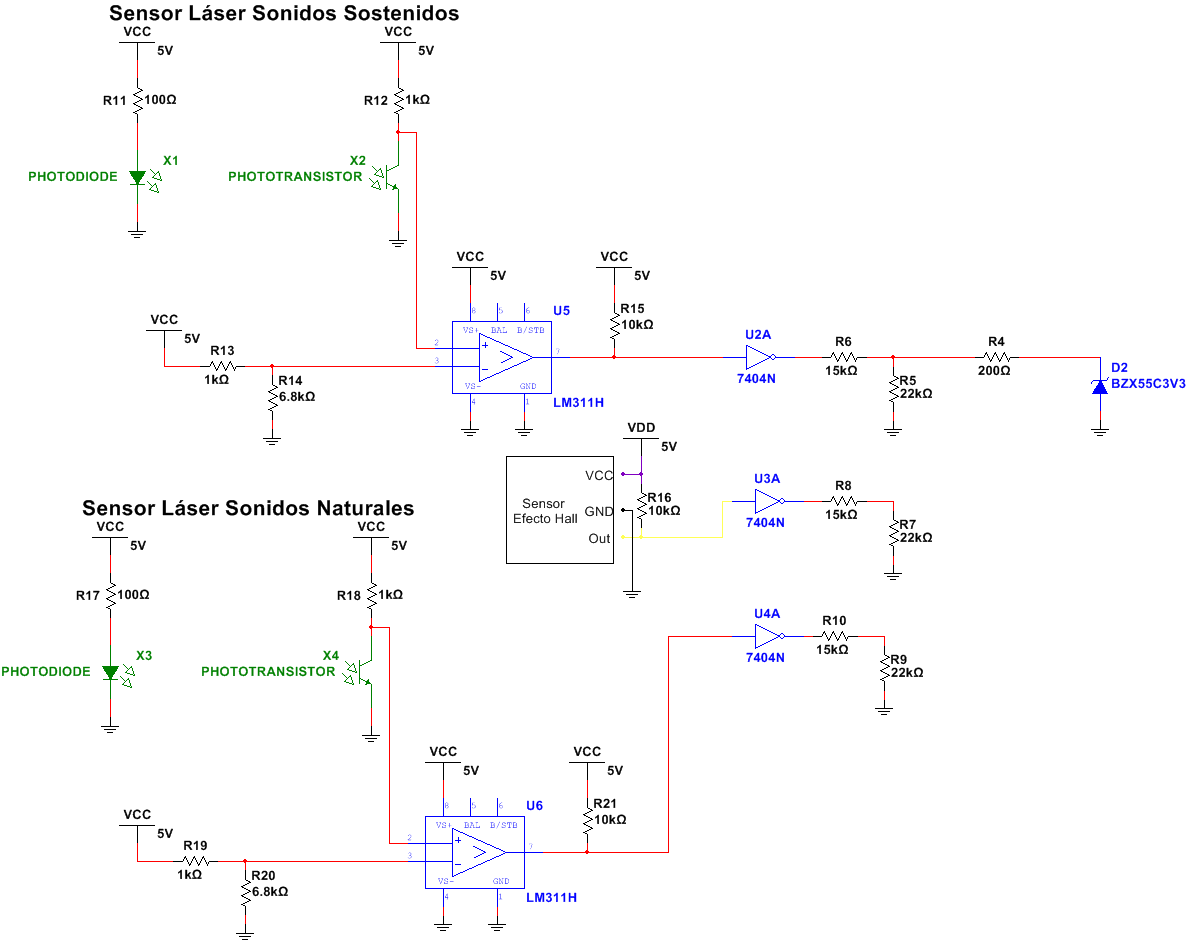 Sensor Láser Sonidos Sostenidos
VCC
5V
R11
100Ω
X1
PHOTODIODE
VCC
5V
R12
1kΩ
X2
PHOTOTRANSISTOR
VCC
5V
R13
1kΩ
R14
6.8kΩ
VCC
5V
U5
8
5
6
VS+
BAL
B/STB
2
+
3
−
7
VS-
GND
4
1
LM311H
VCC
5V
R15
10kΩ
U2A
7404N
R6
15kΩ
R5
22kΩ
R4
200Ω
D2
BZX55C3V3
VDD
5V
VCC
Sensor
Efecto Hall
GND
Out
R16
10kΩ
U3A
7404N
R8
15kΩ
R7
22kΩ
Sensor Láser Sonidos Naturales
VCC
5V
R17
100Ω
X3
PHOTODIODE
VCC
5V
R18
1kΩ
X4
PHOTOTRANSISTOR
U4A
7404N
R10
15kΩ
R9
22kΩ
VCC
5V
R19
1kΩ
R20
6.8kΩ
VCC
5V
U6
8
5
6
VS+
BAL
B/STB
2
+
3
−
7
VS-
GND
4
1
LM311H
VCC
5V
R21
10kΩ